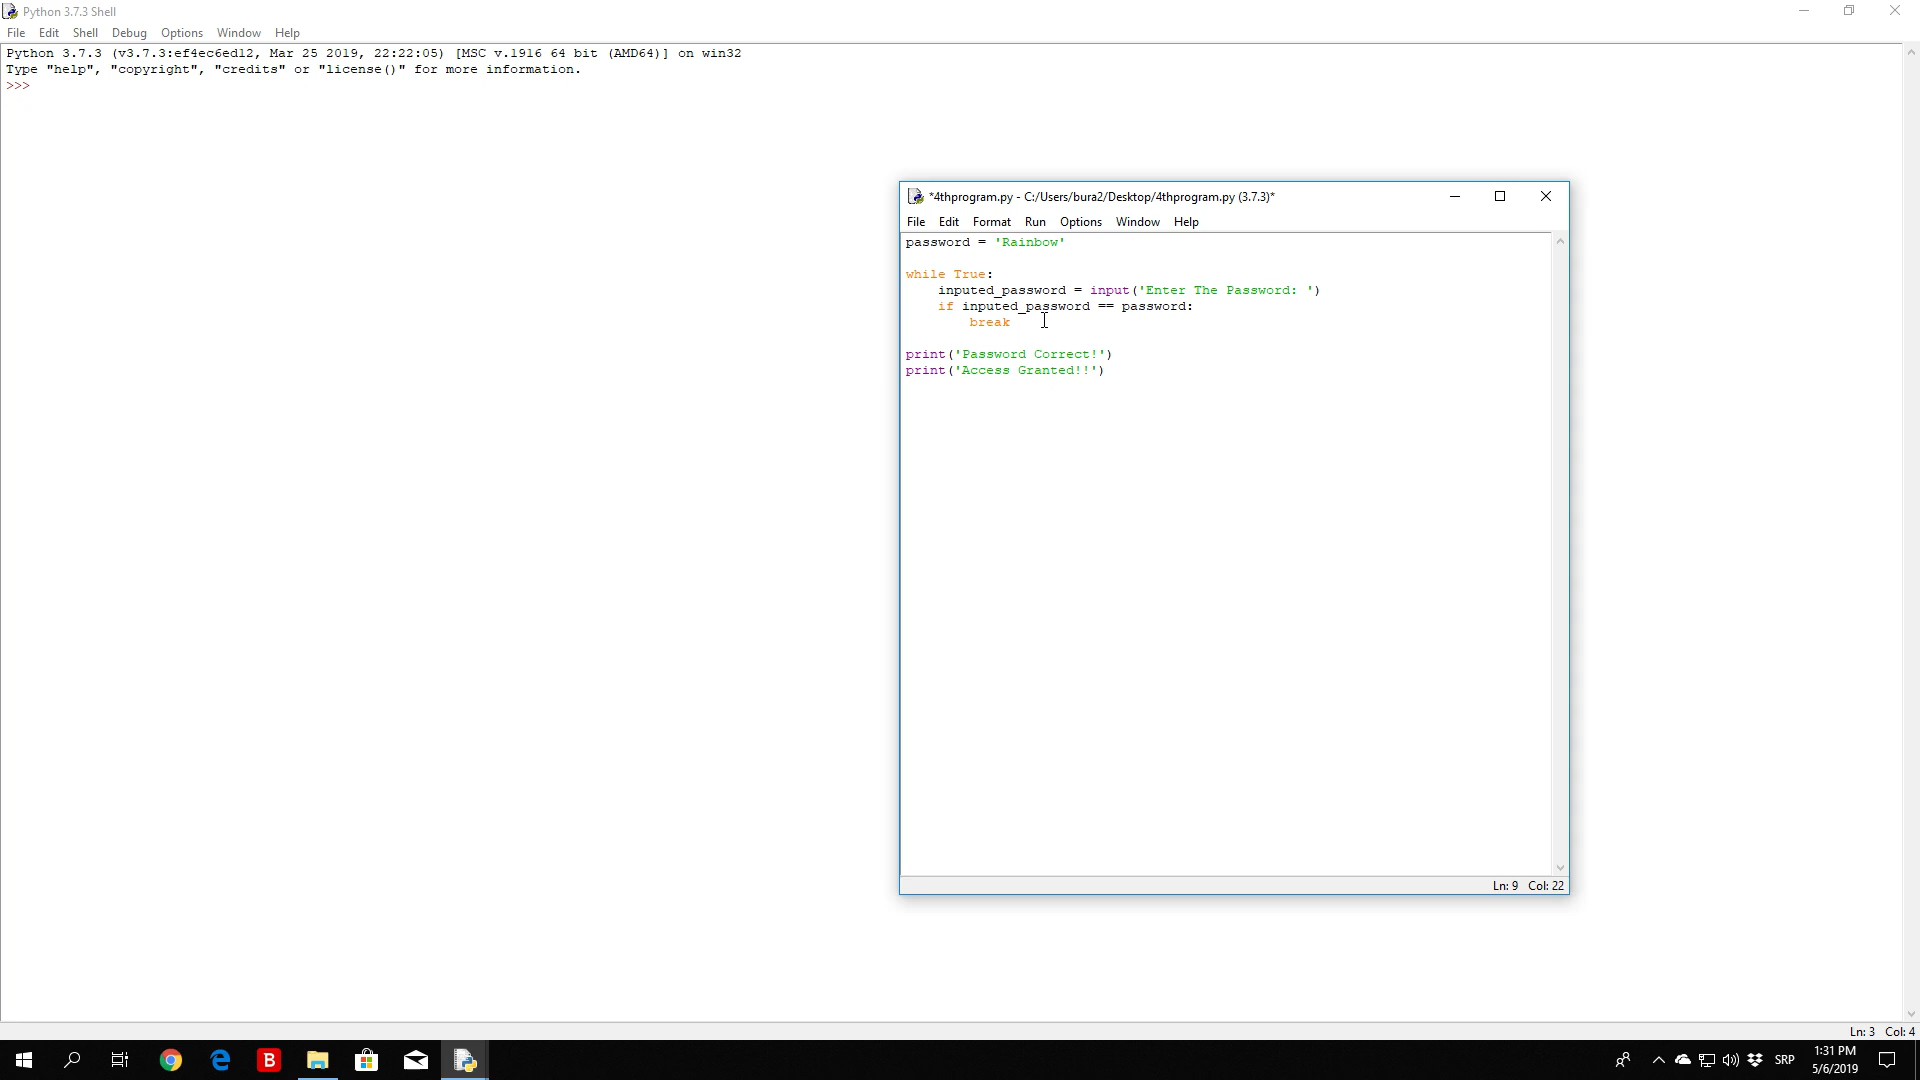 Python 3.7.3 Shell
File Edit Shell Debug Options Window Help
Python 3.7.3 (v3.7.3:ef4ec6ed12, Mar 25 2019, 22:22:05) [MSC v.1916 64 bit (AMD64)] on win32
Type "help", "copyright", "credits" or "license()" for more information.
>>>
*4thprogram.py - C:/Users/bura2/Desktop/4thprogram.py (3.7.3)*
File Edit Format Run Options Window Help
password = 'Rainbow'
while True:
    inputed_password = input('Enter The Password: ')
    if inputed_password == password:
        break
print('Password Correct!')
print('Access Granted!!')
Ln: 9 Col: 22
Ln: 3 Col: 4
B
SRP
1:31 PM
5/6/2019